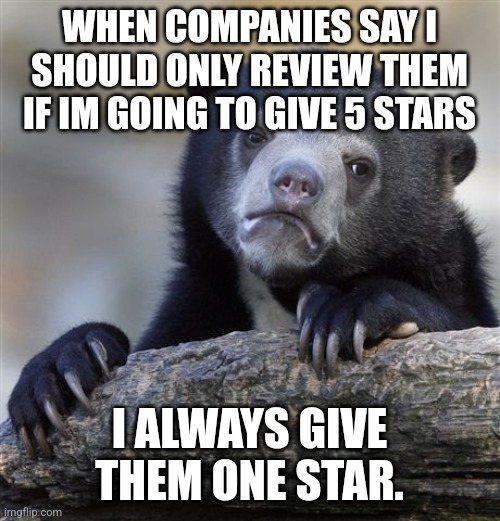 WHEN COMPANIES SAY I
SHOULD ONLY REVIEW THEM
IF IM GOING TO GIVE 5 STARS
I ALWAYS GIVE
THEM ONE STAR.
imgflip.com